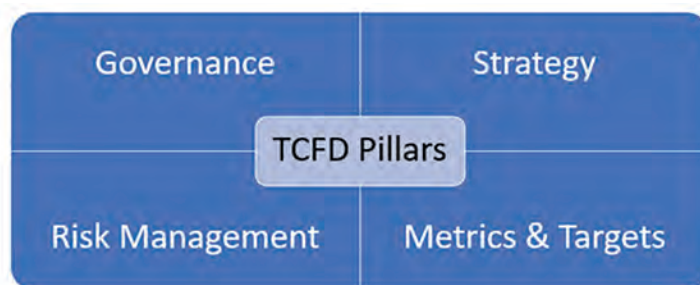 Governance
Strategy
TCFD Pillars
Risk Management
Metrics & Targets